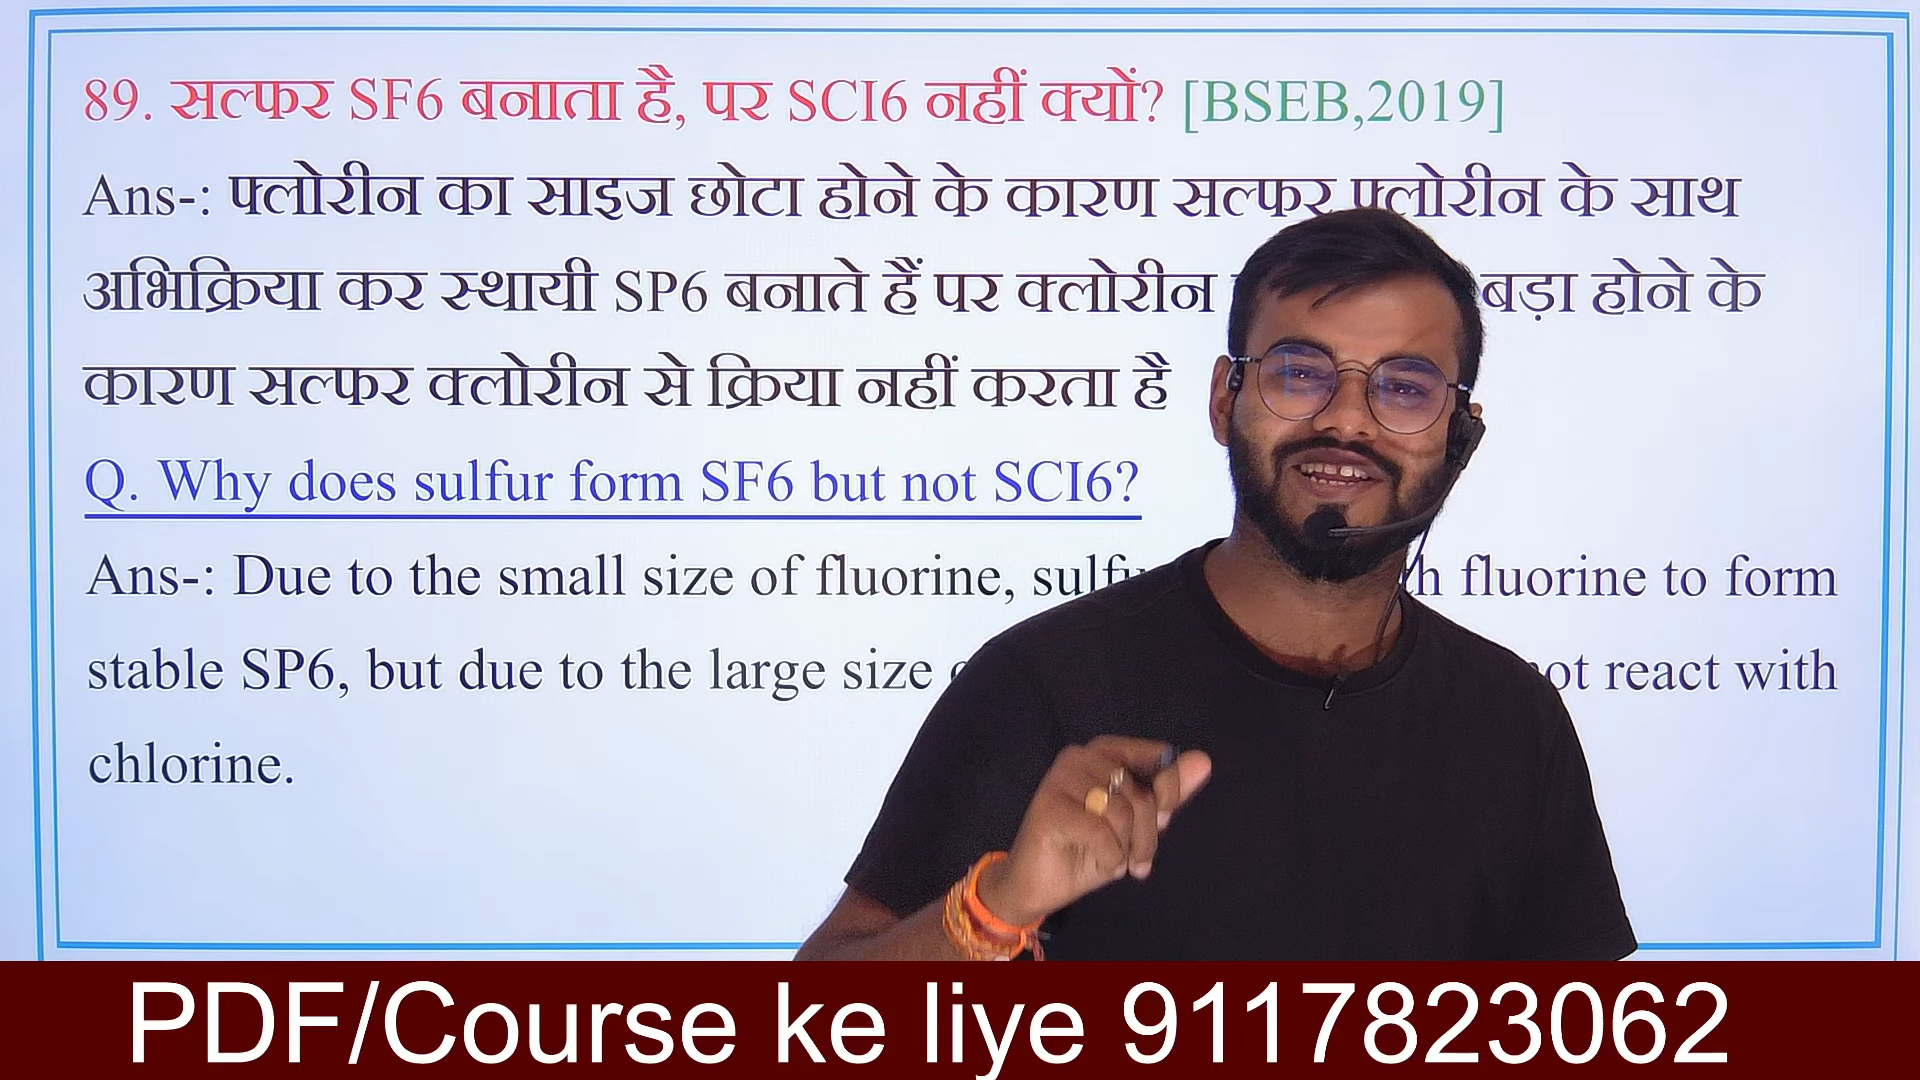 89. सल्फर SF6 बनाता है, पर SCI6 नहीं क्यों? [BSEB,2019]
Ans-: फ्लोरीन का साइज छोटा होने के कारण सल्फर फ्लोरीन के साथ
अभिक्रिया कर स्थायी SP6 बनाते हैं पर क्लोरीन बड़ा होने के
कारण सल्फर क्लोरीन से क्रिया नहीं करता है
Q. Why does sulfur form SF6 but not SCI6?
Ans-: Due to the small size of fluorine, fluorine to form
stable SP6, but due to the large size react with
chlorine.
PDF/Course ke liye 9117823062